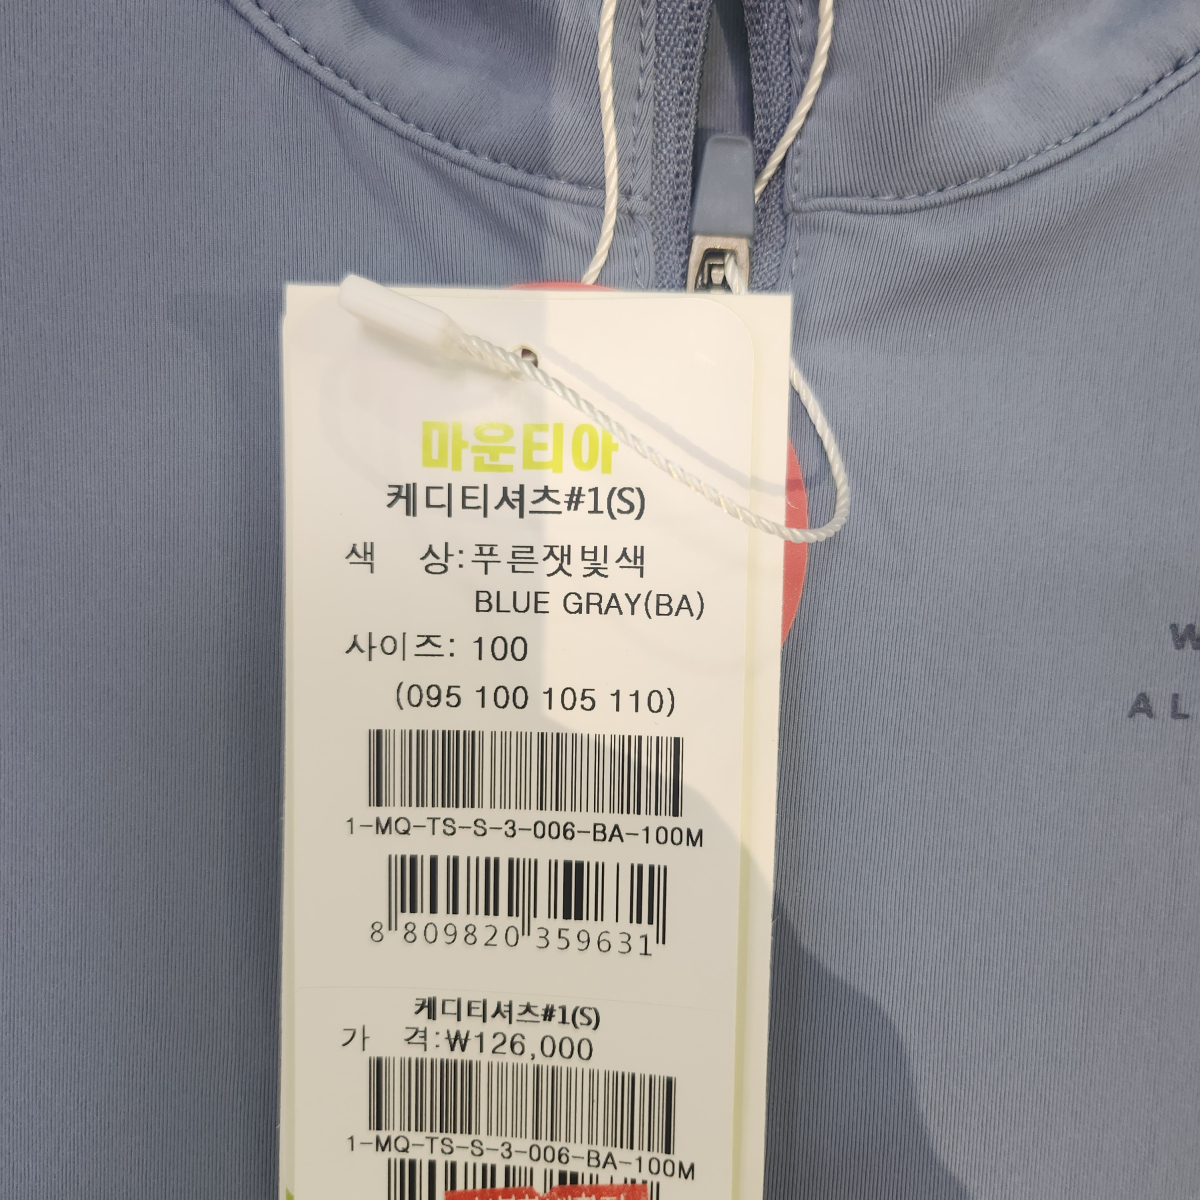 마운티아
케디티셔츠#1(S)
색 상:푸른잿빛색
BLUE GRAY(BA)
사이즈: 100
(095 100 105 110)
1-MQ-TS-S-3-006-BA-100M
8 809820 359631
케디티셔츠#1(S)
가 격:₩126,000
1-MQ-TS-S-3-006-BA-100M
W
AL